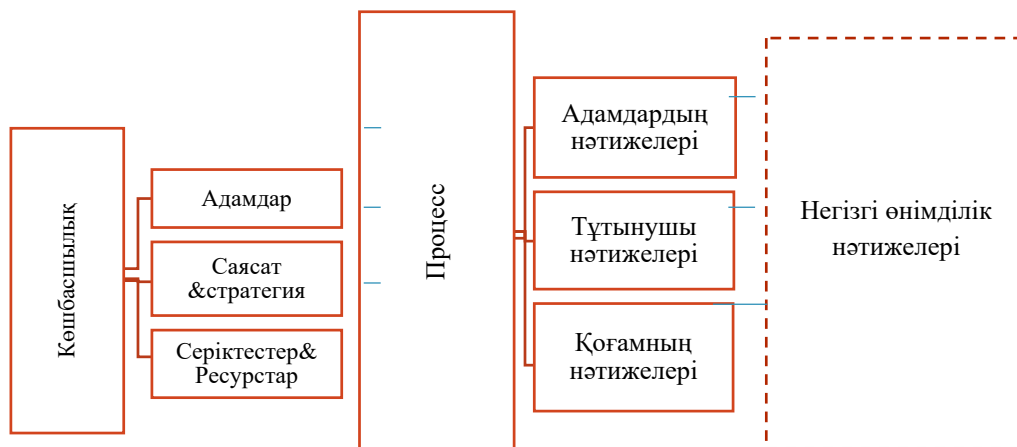 Көшбасшылық
Адамдар
Саясат
&стратегия
Серіктестер&
Ресурстар
Процесс
Адамдардың
нәтижелері
Тұтынушы
нәтижелері
Қоғамның
нәтижелері
Негізгі өнімділік
нәтижелері